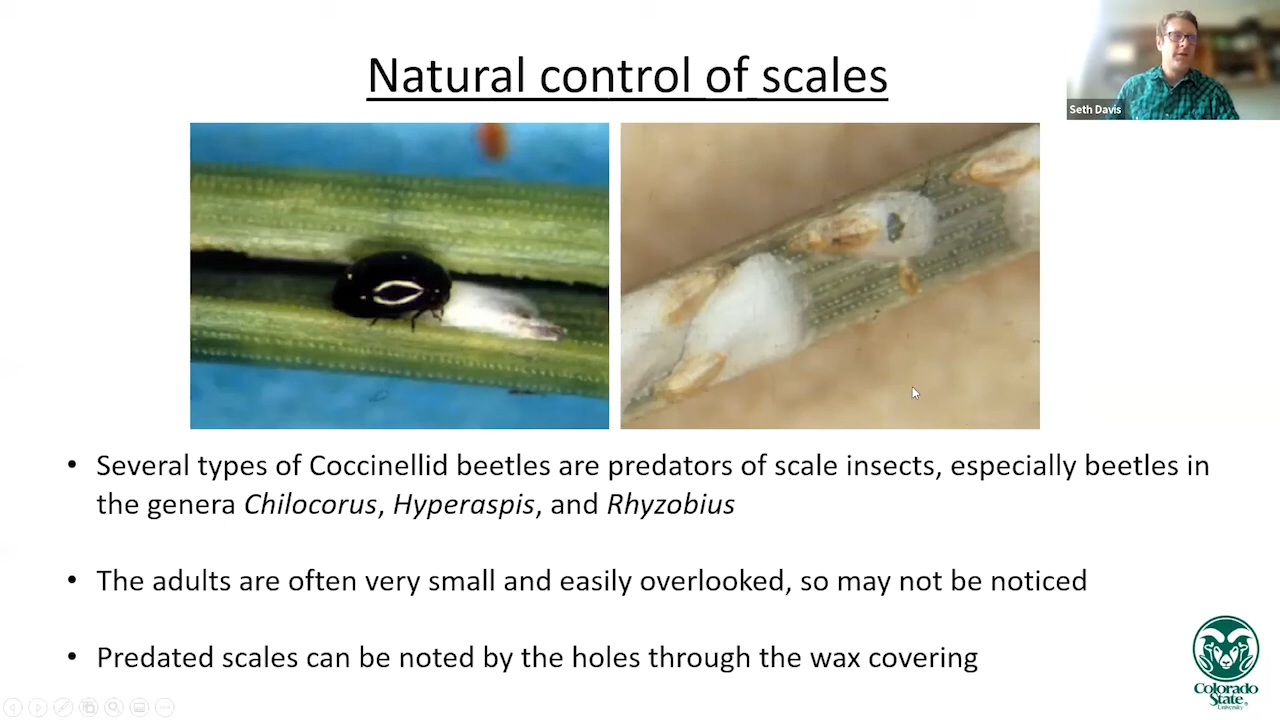 Natural control of scales
Seth Davis
• Several types of Coccinellid beetles are predators of scale insects, especially beetles in
the genera Chilocorus, Hyperaspis, and Rhyzobius
• The adults are often very small and easily overlooked, so may not be noticed
• Predated scales can be noted by the holes through the wax covering
Colorado
State
University